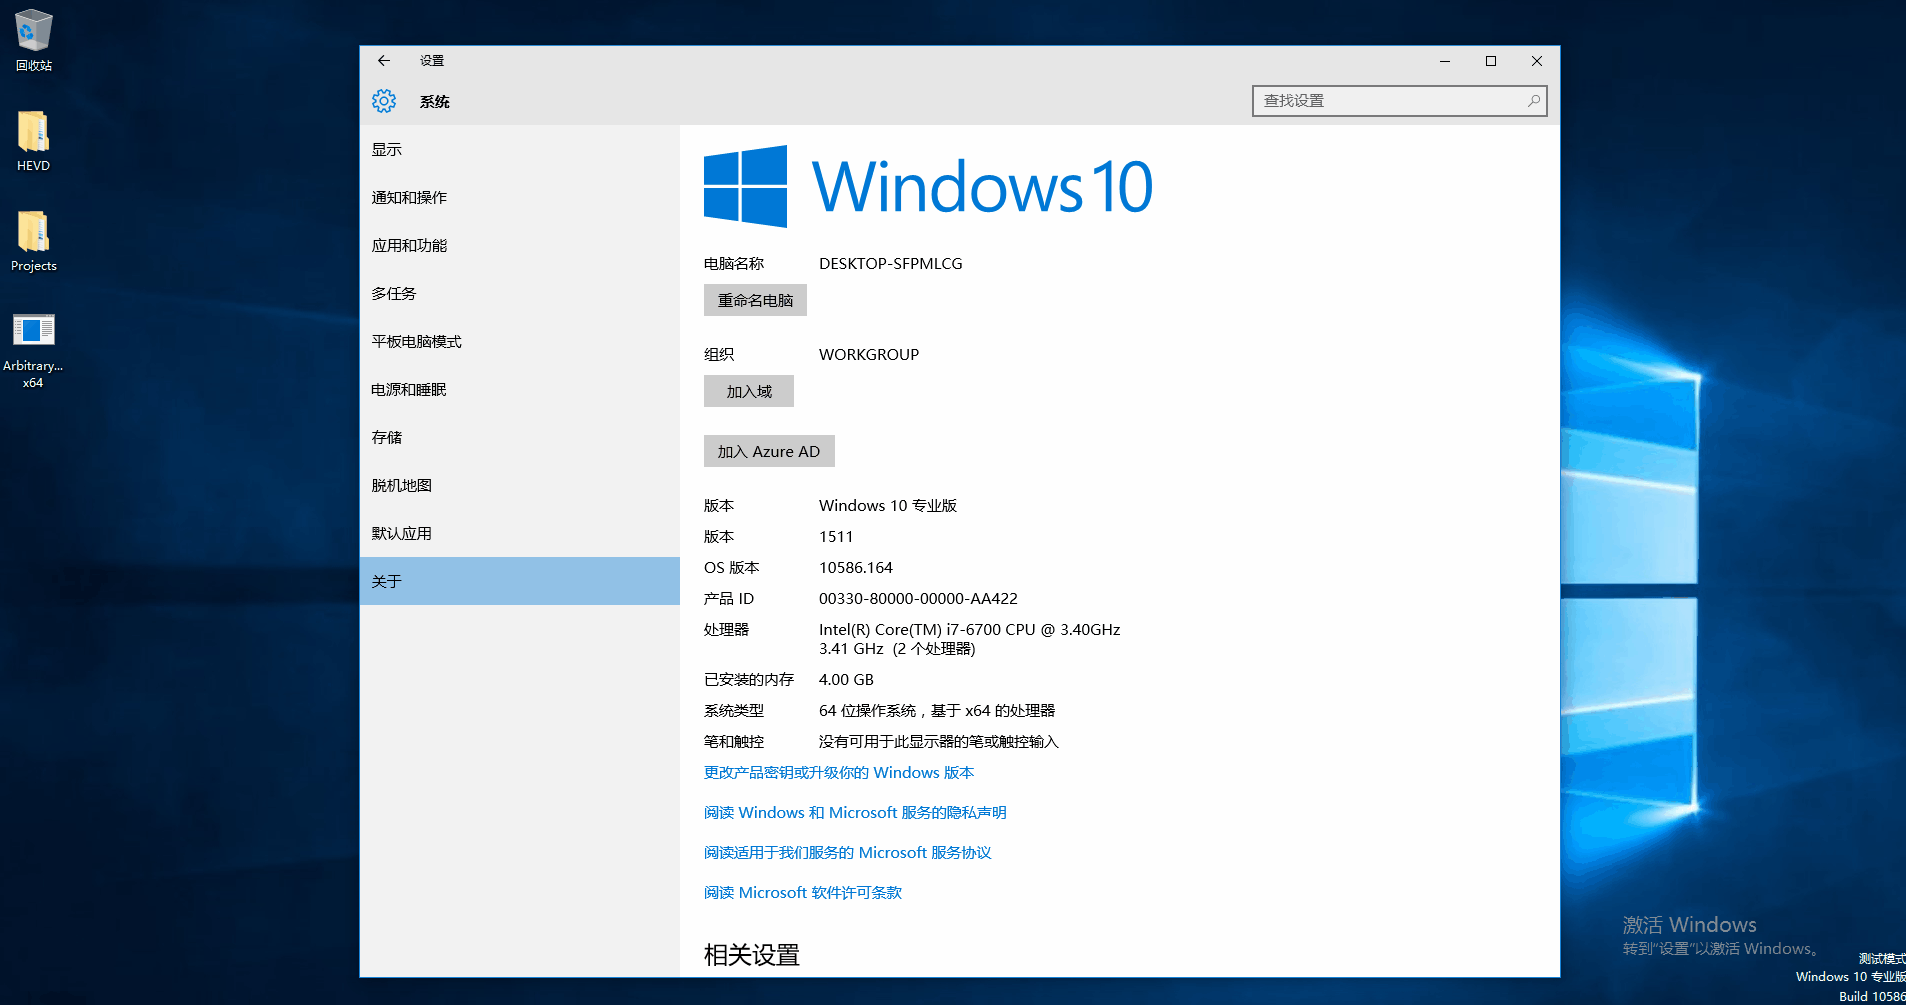 回收站
HEVD
Projects
Arbitrary...
x64
设置
系统
查找设置
显示
通知和操作
应用和功能
多任务
平板电脑模式
电源和睡眠
存储
脱机地图
默认应用
关于
Windows 10
电脑名称 DESKTOP-SFPMLCG
重命名电脑
组织 WORKGROUP
加入域
加入 Azure AD
版本 Windows 10 专业版
版本 1511
OS 版本 10586.164
产品 ID 00330-80000-00000-AA422
处理器 Intel(R) Core(TM) i7-6700 CPU @ 3.40GHz
3.41 GHz (2 个处理器)
已安装的内存 4.00 GB
系统类型 64 位操作系统，基于 x64 的处理器
笔和触控 没有可用于此显示器的笔或触控输入
更改产品密钥或升级你的 Windows 版本
阅读 Windows 和 Microsoft 服务的隐私声明
阅读适用于我们服务的 Microsoft 服务协议
阅读 Microsoft 软件许可条款
相关设置
激活 Windows
转到“设置”以激活 Windows。
测试模式
Windows 10 专业版
Build 10586